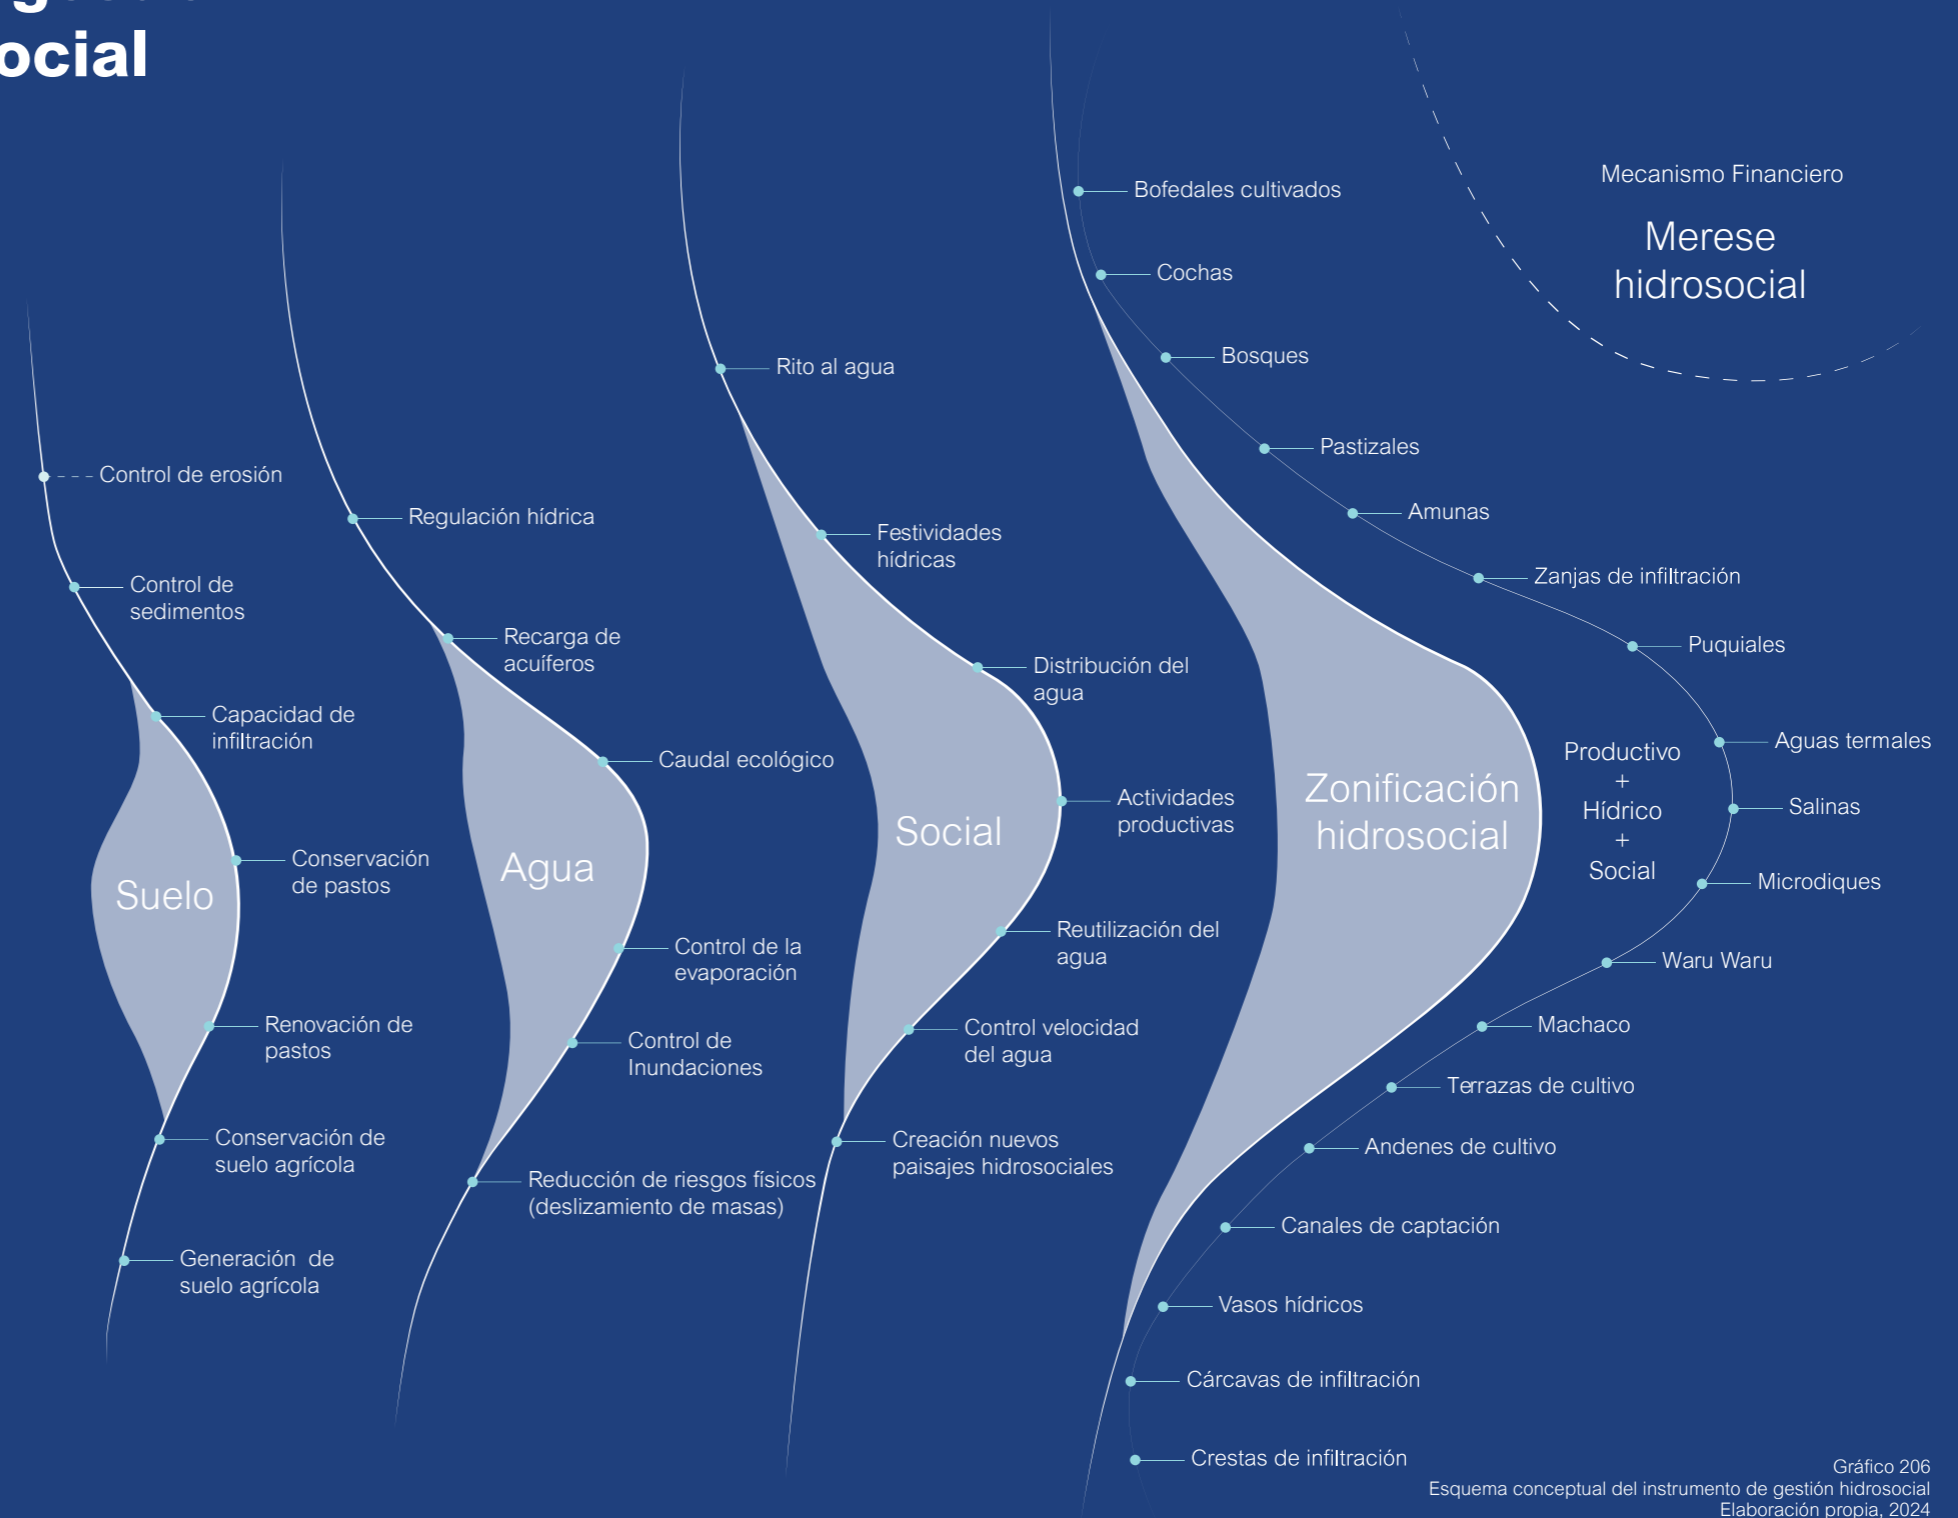 ocial
Control de erosión
Control de
sedimentos
Capacidad de
infiltración
Suelo
Conservación
de pastos
Renovación de
pastos
Conservación de
suelo agrícola
Generación de
suelo agrícola
Regulación hídrica
Recarga de
acuíferos
Caudal ecológico
Agua
Control de la
evaporación
Control de
Inundaciones
Reducción de riesgos físicos
(deslizamiento de masas)
Rito al agua
Festividades
hídricas
Distribución del
agua
Social
Actividades
productivas
Reutilización del
agua
Control velocidad
del agua
Creación nuevos
paisajes hidrosociales
Zonificación
hidrosocial
Bofedales cultivados
Cochas
Bosques
Pastizales
Amunas
Zanjas de infiltración
Puquiales
Aguas termales
Salinas
Microdiques
Waru Waru
Machaco
Terrazas de cultivo
Andenes de cultivo
Canales de captación
Vasos hídricos
Cárcavas de infiltración
Crestas de infiltración
Productivo
+
Hídrico
+
Social
Mecanismo Financiero
Merese
hidrosocial
Gráfico 206
Esquema conceptual del instrumento de gestión hidrosocial
Elaboración propia, 2024